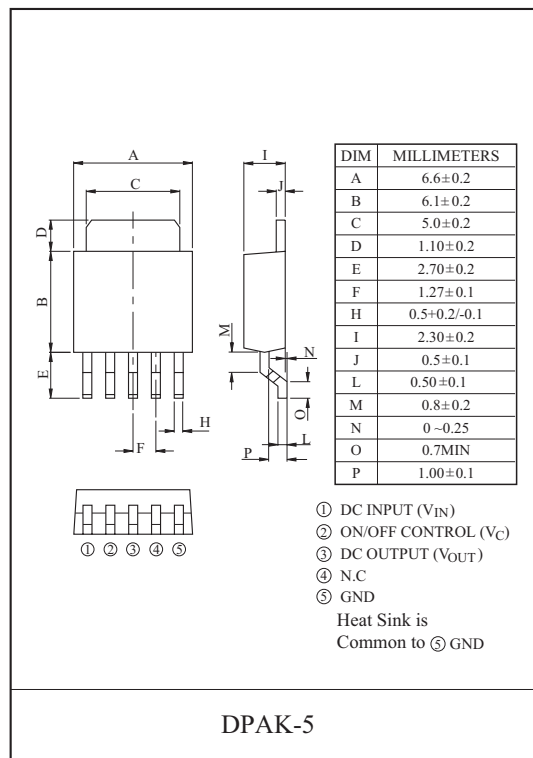 A
C
I
J
D
B
E
M
N
O
H
F
L
P
① ② ③ ④ ⑤
DIM MILLIMETERS
A 6.6±0.2
B 6.1±0.2
C 5.0±0.2
D 1.10±0.2
E 2.70±0.2
F 1.27±0.1
H 0.5+0.2/-0.1
I 2.30±0.2
J 0.5±0.1
L 0.50±0.1
M 0.8±0.2
N 0 ~0.25
O 0.7MIN
P 1.00±0.1
① DC INPUT (VIN)
② ON/OFF CONTROL (VC)
③ DC OUTPUT (VOUT)
④ N.C
⑤ GND
Heat Sink is
Common to ⑤ GND
DPAK-5